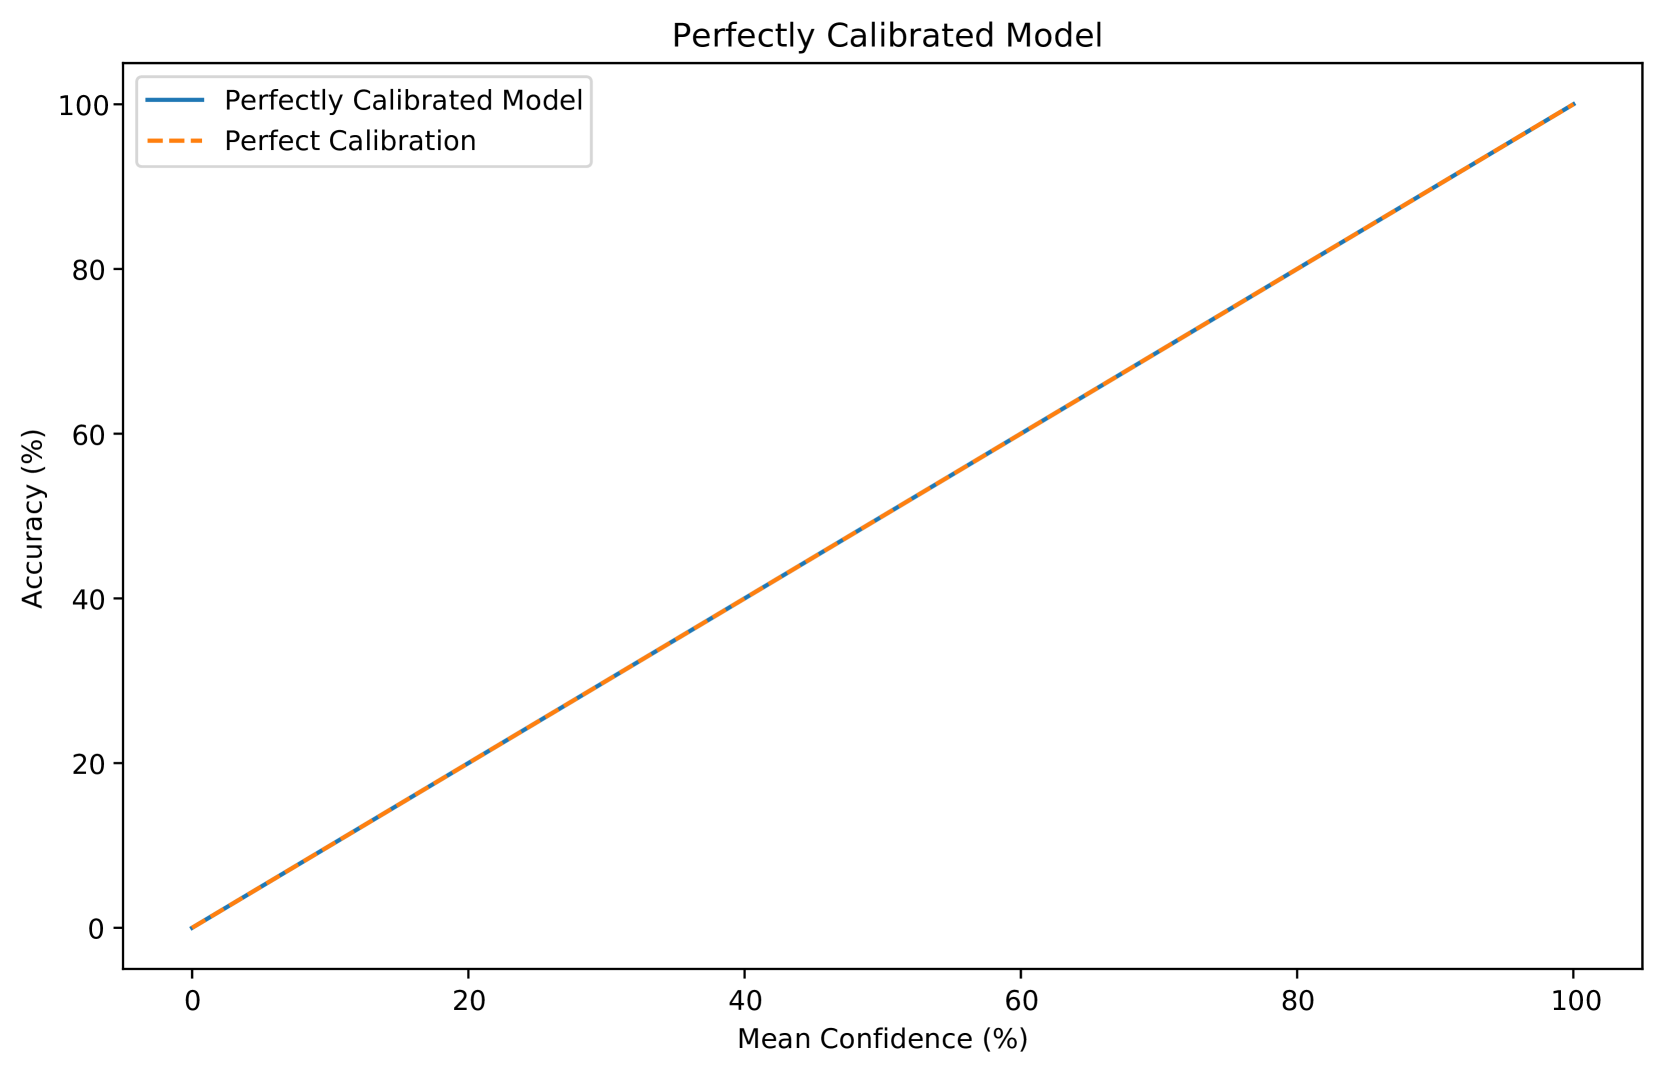 Perfectly Calibrated Model
Perfectly Calibrated Model
Perfect Calibration
100
80
60
40
20
0
Accuracy (%)
0 20 40 60 80 100
Mean Confidence (%)